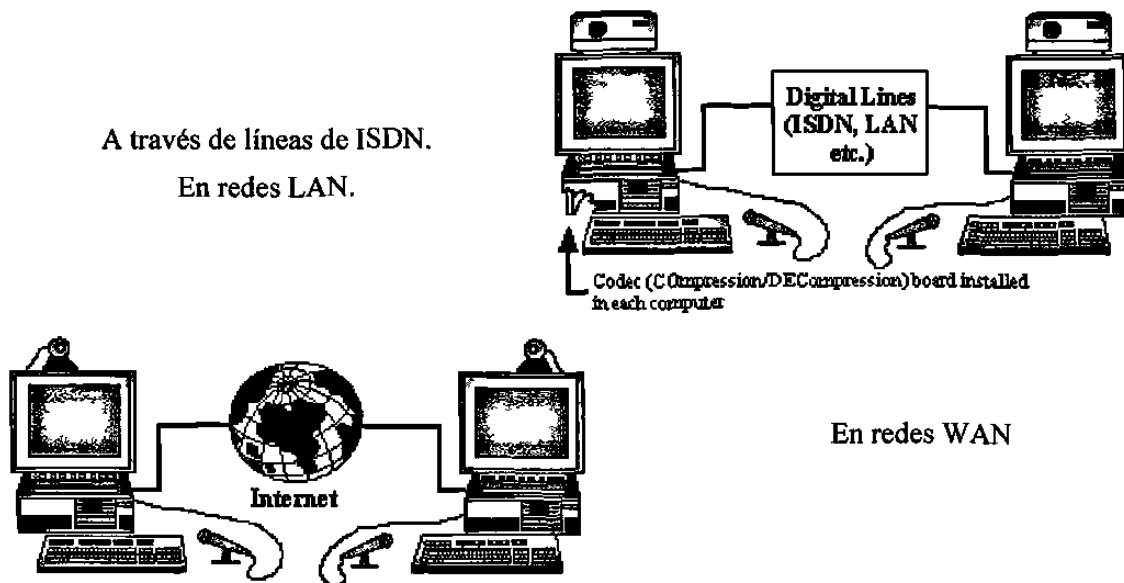 A través de líneas de ISDN.
En redes LAN.
Digital Lines
(ISDN, LAN
etc.)
Codec (COmpression/DECompression) board installed
in each computer
Internet
En redes WAN